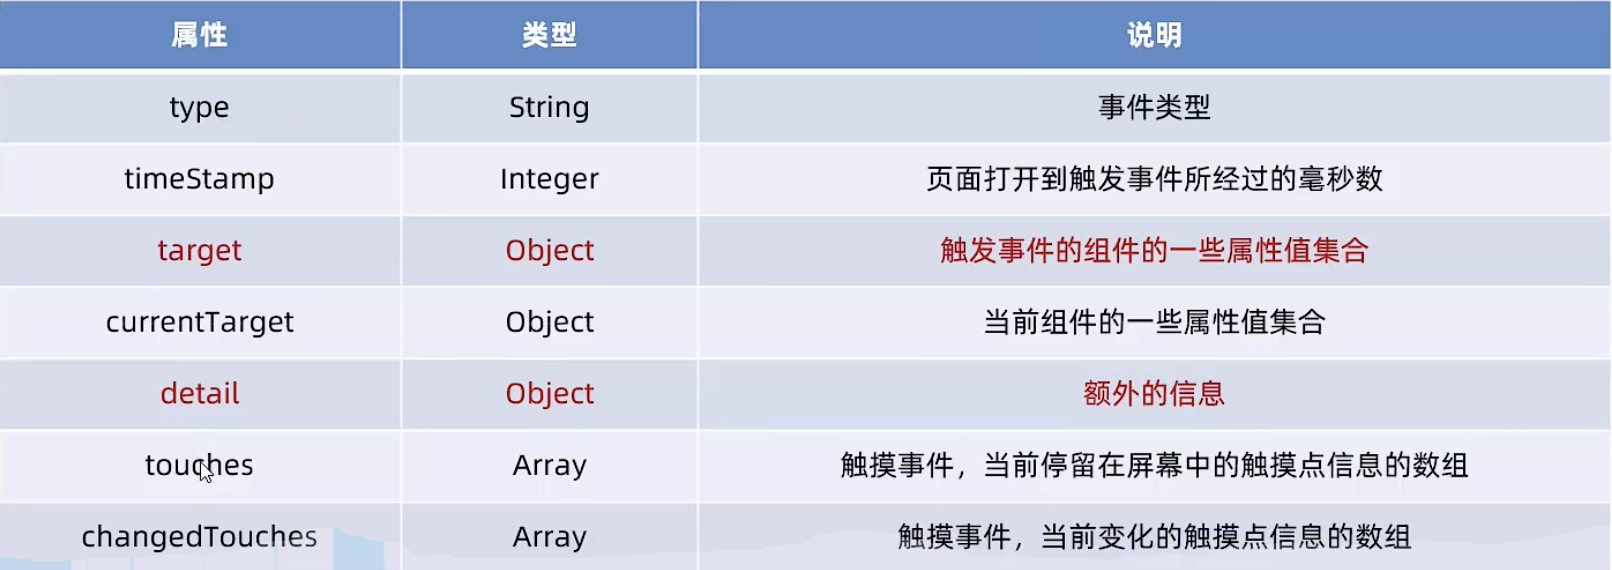 属性 类型 说明
type String 事件类型
timeStamp Integer 页面打开到触发事件所经过的毫秒数
target Object 触发事件的组件的一些属性值集合
currentTarget Object 当前组件的一些属性值集合
detail Object 额外的信息
touches Array 触摸事件，当前停留在屏幕中的触摸点信息的数组
changedTouches Array 触摸事件，当前变化的触摸点信息的数组